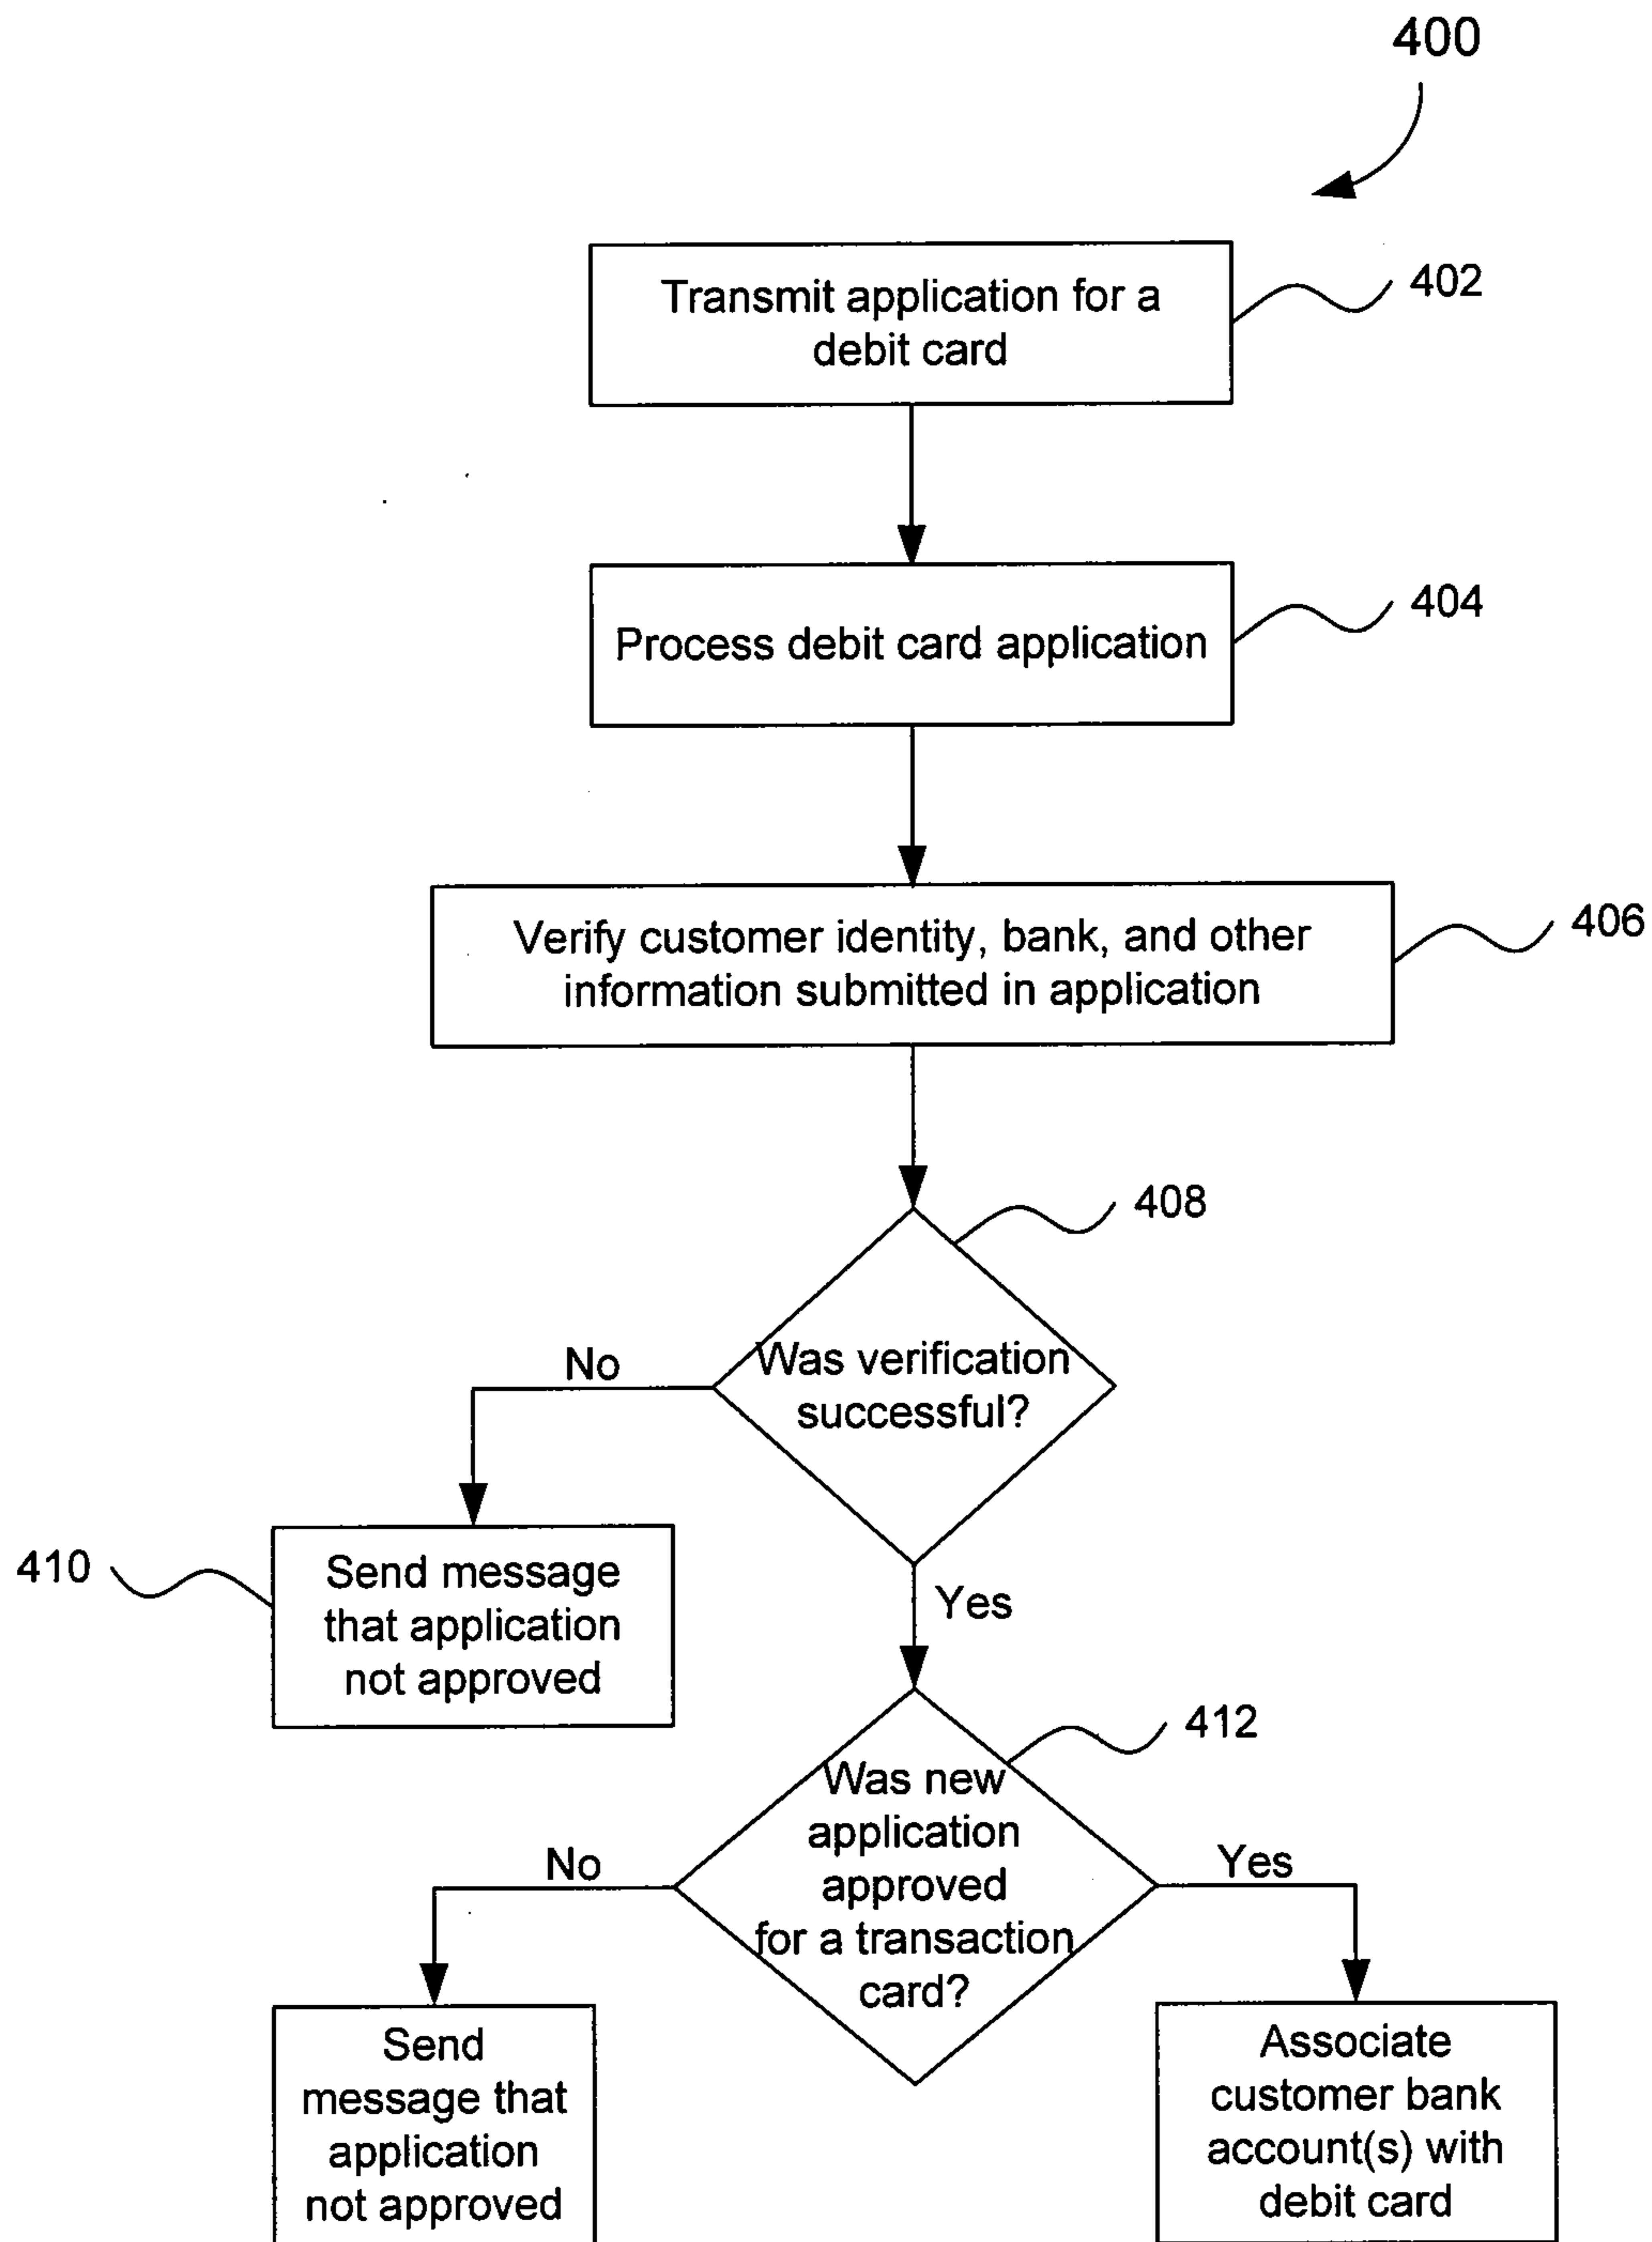 400
Transmit application for a
debit card
402
Process debit card application
404
Verify customer identity, bank, and other
information submitted in application
406
408
Was verification
successful?
No
Yes
410
Send message
that application
not approved
412
Was new
application
approved
for a transaction
card?
No
Yes
Send
message that
application
not approved
Associate
customer bank
account(s) with
debit card